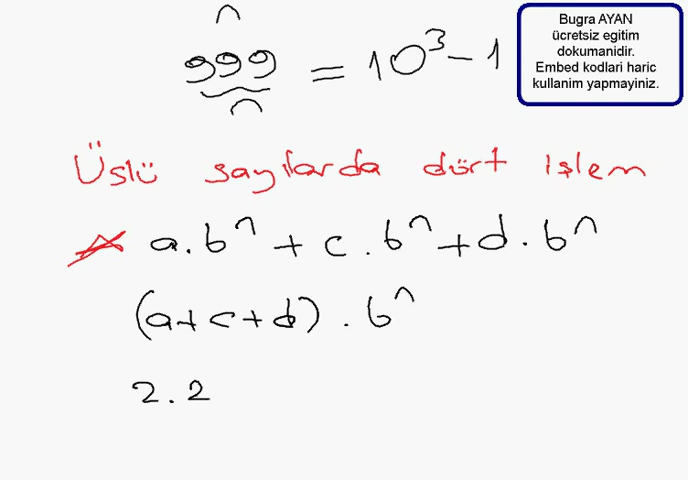 n
999 = 10³ - 1
n
Bugra AYAN
ücretsiz egitim
dokumanidir.
Embed kodlari haric
kullanim yapmayiniz.
Üslü sayılarda dört işlem
a.bⁿ + c.bⁿ + d.bⁿ
(a+c+d).bⁿ
2.2